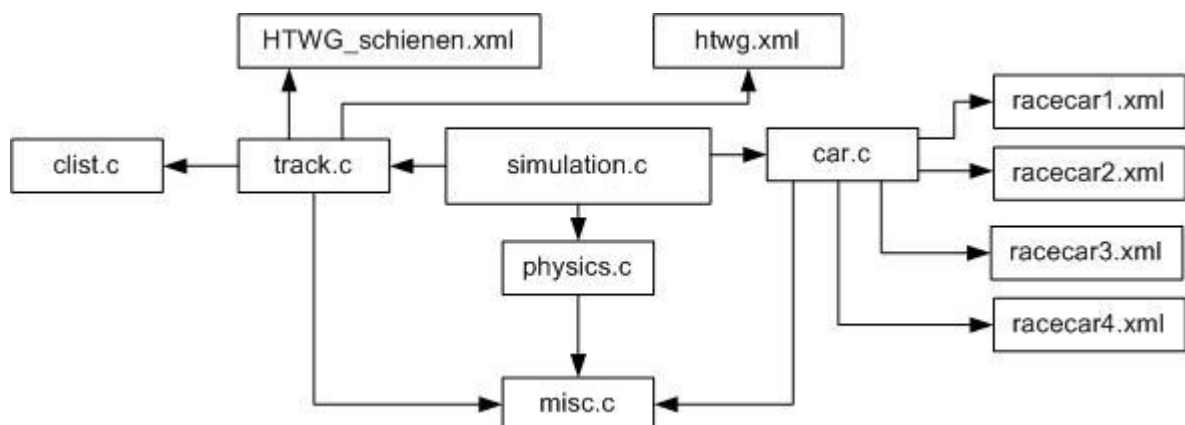 HTWG_schienen.xml
htwg.xml
racecar1.xml
clist.c
track.c
simulation.c
car.c
racecar2.xml
physics.c
racecar3.xml
racecar4.xml
misc.c